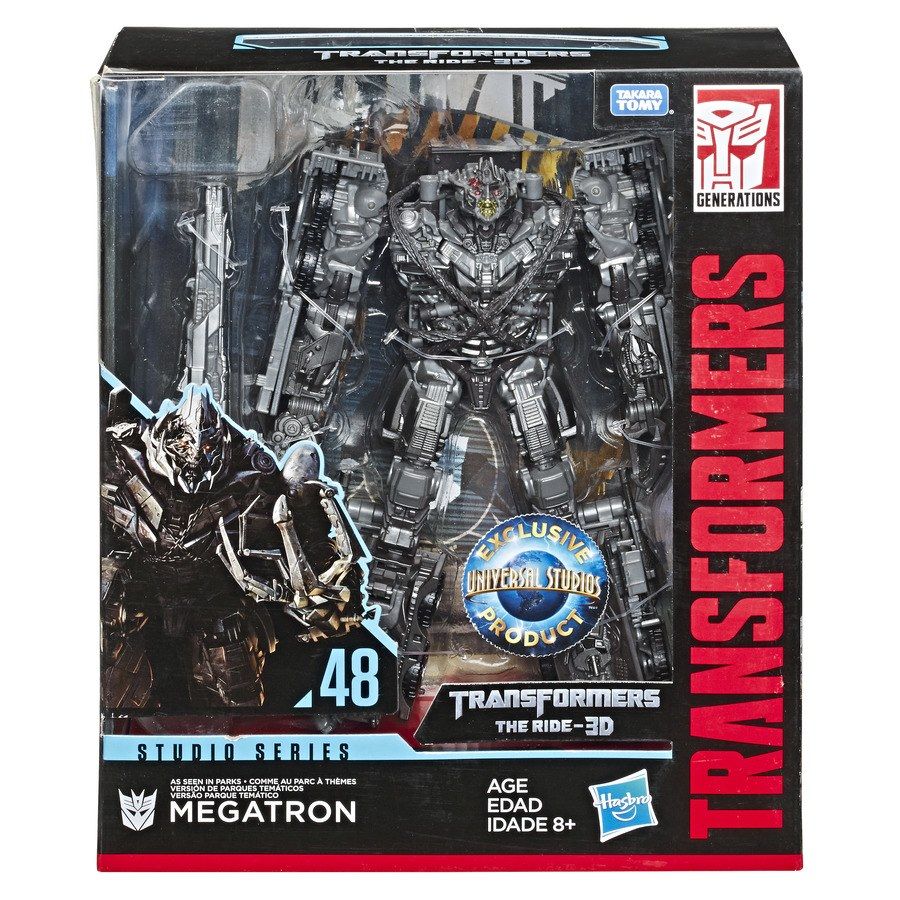 TRANSFORMERS
THE RIDE-3D
TAKARA
TOMY
GENERATIONS
TRANSFORMERS
EXCLUSIVE
UNIVERSAL STUDIOS
PRODUCT
48
TRANSFORMERS
THE RIDE-3D
STUDIO SERIES
AS SEEN IN PARKS • COMME AU PARC À THÈMES
VERSIÓN DE PARQUES TEMÁTICOS
VERSÃO PARQUE TEMÁTICO
MEGATRON
AGE
EDAD
IDADE 8+
Hasbro